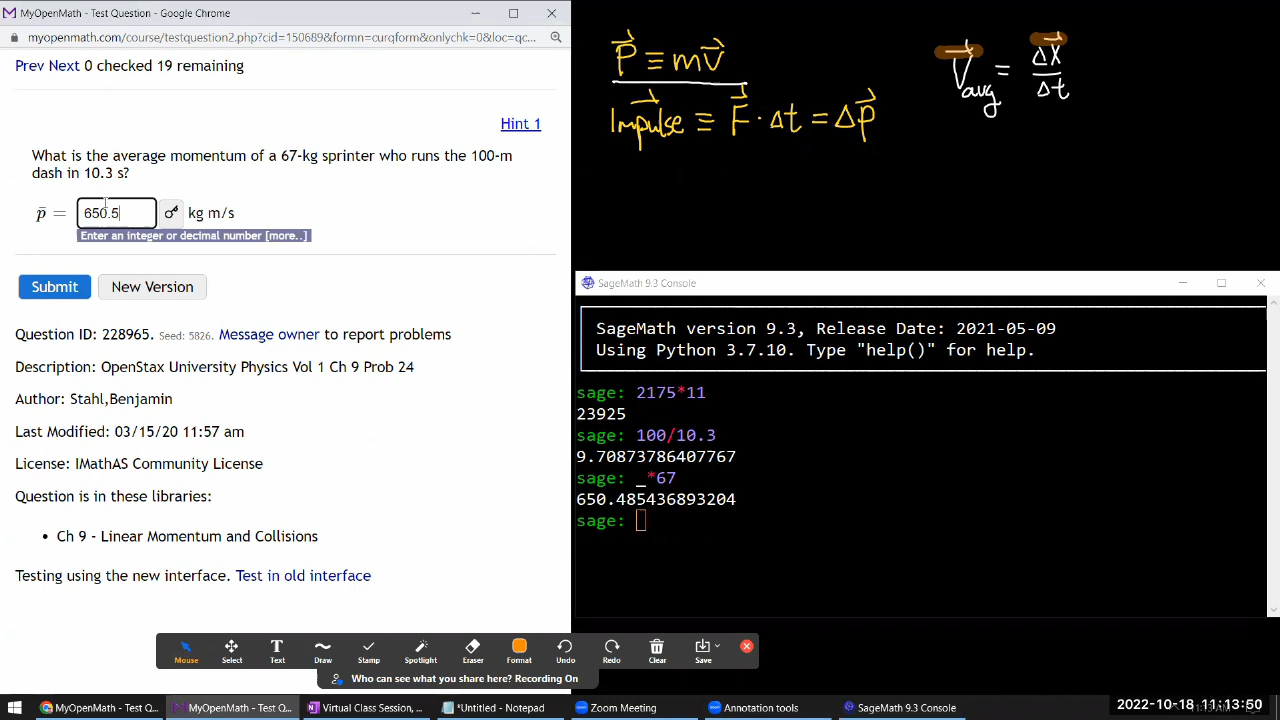 MyOpenMath - Test Question2 - Google Chrome
myopenmath.com/course/testquestion2.php?cid=150689&formn=curqform&onlychk=0&loc=qc...
Prev Next 0 checked 19 remaining
Hint 1
What is the average momentum of a 67-kg sprinter who runs the 100-m
dash in 10.3 s?
p̄ = 650.5 kg m/s
Enter an integer or decimal number [more..]
Submit New Version
Question ID: 228965. Seed: 5826. Message owner to report problems
Description: OpenStax University Physics Vol 1 Ch 9 Prob 24
Author: Stahl,Benjamin
Last Modified: 03/15/20 11:57 am
License: IMathAS Community License
Question is in these libraries:
• Ch 9 - Linear Momentum and Collisions
Testing using the new interface. Test in old interface
P⃗ ≡ mv⃗
Impulse ≡ F⃗ · Δt = ΔP⃗
V⃗avg = ΔX⃗/Δt
SageMath 9.3 Console
SageMath version 9.3, Release Date: 2021-05-09
Using Python 3.7.10. Type "help()" for help.
sage: 2175*11
23925
sage: 100/10.3
9.70873786407767
sage: _*67
650.485436893204
sage:
Mouse Select Text Draw Stamp Spotlight Eraser Format Undo Redo Clear Save
Who can see what you share here? Recording On
MyOpenMath - Test Q... MyOpenMath - Test Q... Virtual Class Session, ... *Untitled - Notepad Zoom Meeting Annotation tools SageMath 9.3 Console
2022-10-18 11:13:50